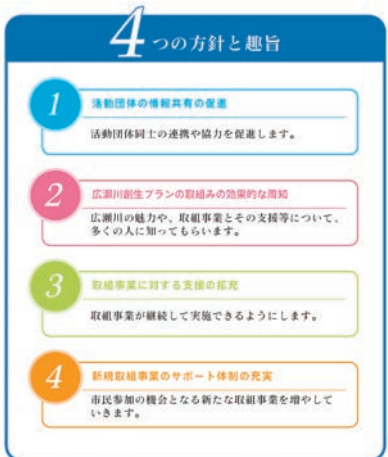 4つの方針と趣旨
1
活動団体の情報共有の促進
活動団体同士の連携や協力を促進します。
2
広瀬川創生プランの取組みの効果的な周知
広瀬川の魅力や、取組事業とその支援等について、
多くの人に知ってもらいます。
3
取組事業に対する支援の拡充
取組事業が継続して実施できるようにします。
4
新規取組事業のサポート体制の充実
市民参加の機会となる新たな取組事業を増やして
いきます。